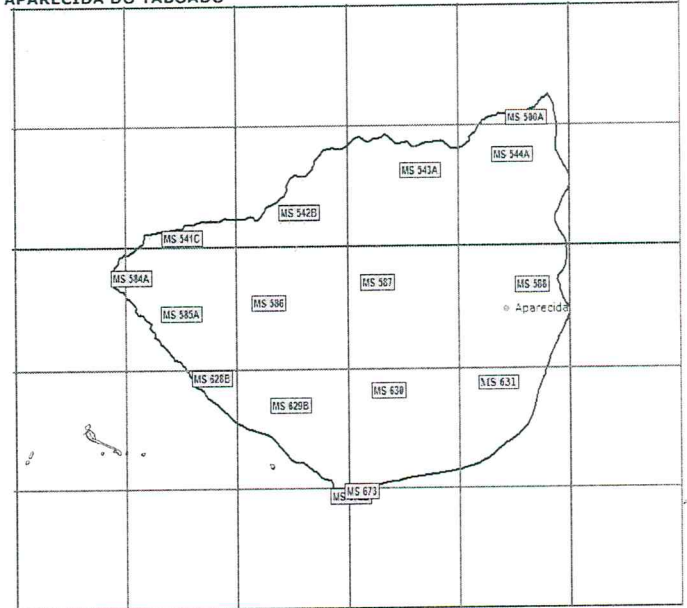 APARECIDA DO TABOADO
MS 500A
MS 544A
MS 543A
MS 542B
MS 541C
MS 584A
MS 585A
MS 586
MS 587
MS 588
Aparecida
MS 628B
MS 629B
MS 630
MS 631
MS 673